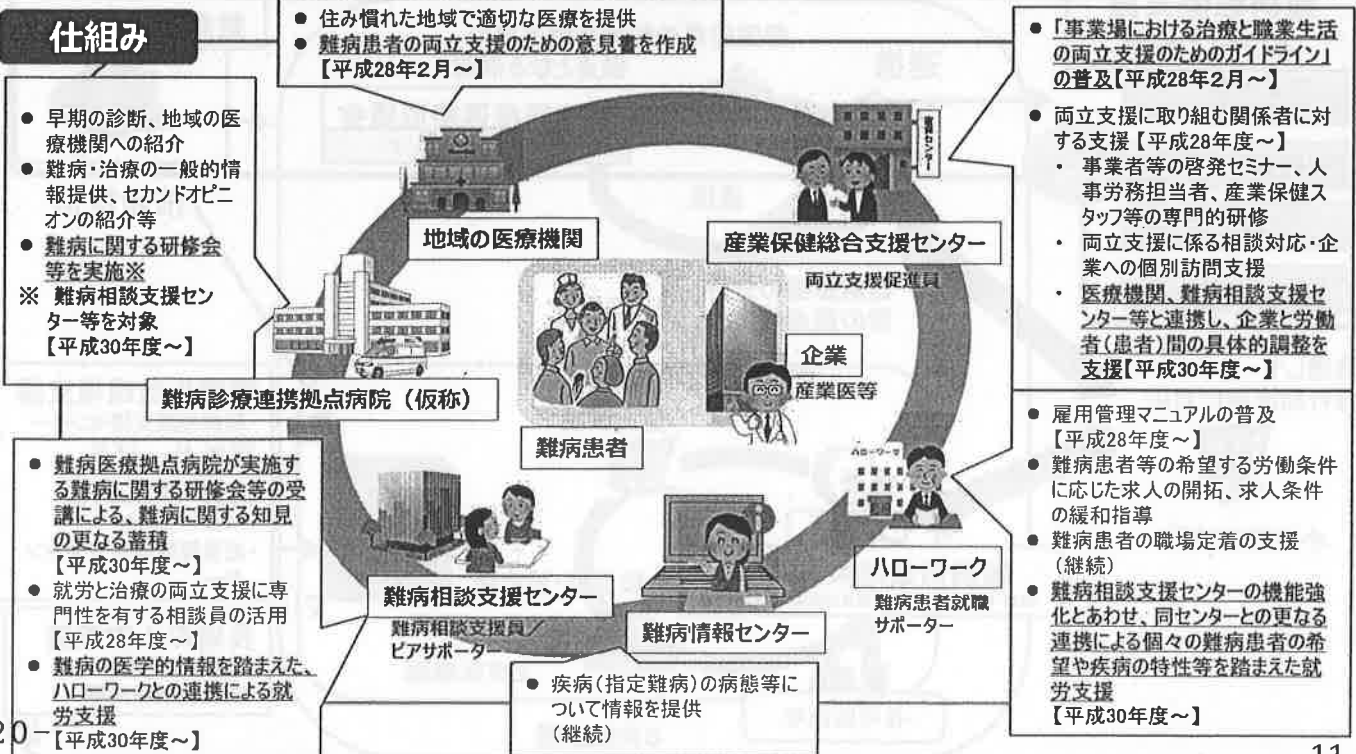 仕組み
● 住み慣れた地域で適切な医療を提供
● 難病患者の両立支援のための意見書を作成
【平成28年2月～】
● 早期の診断、地域の医
療機関への紹介
● 難病・治療の一般的情
報提供、セカンドオピニ
オンの紹介等
● 難病に関する研修会
等を実施※
※ 難病相談支援セン
ター等を対象
【平成30年度～】
● 「事業場における治療と職業生活
の両立支援のためのガイドライン」
の普及【平成28年2月～】
● 両立支援に取り組む関係者に対
する支援【平成28年度～】
・ 事業者等の啓発セミナー、人
事労務担当者、産業保健ス
タッフ等の専門的研修
・ 両立支援に係る相談対応・企
業への個別訪問支援
・ 医療機関、難病相談支援セ
ンター等と連携し、企業と労働
者(患者)間の具体的調整を
支援【平成30年度～】
地域の医療機関
産業保健総合支援センター
両立支援促進員
企業
産業医等
難病診療連携拠点病院（仮称）
難病患者
● 難病医療拠点病院が実施す
る難病に関する研修会等の受
講による、難病に関する知見
の更なる蓄積
【平成30年度～】
● 就労と治療の両立支援に専
門性を有する相談員の活用
【平成28年度～】
● 難病の医学的情報を踏まえた、
ハローワークとの連携による就
労支援
【平成30年度～】
難病相談支援センター
難病相談支援員／
ピアサポーター
難病情報センター
● 疾病(指定難病)の病態等に
ついて情報を提供
(継続)
ハローワーク
ハローワーク
難病患者就職
サポーター
● 雇用管理マニュアルの普及
【平成28年度～】
● 難病患者等の希望する労働条件
に応じた求人の開拓、求人条件
の緩和指導
● 難病患者の職場定着の支援
(継続)
● 難病相談支援センターの機能強
化とあわせ、同センターとの更なる
連携による個々の難病患者の希
望や疾病の特性等を踏まえた就
労支援
【平成30年度～】
20-
11